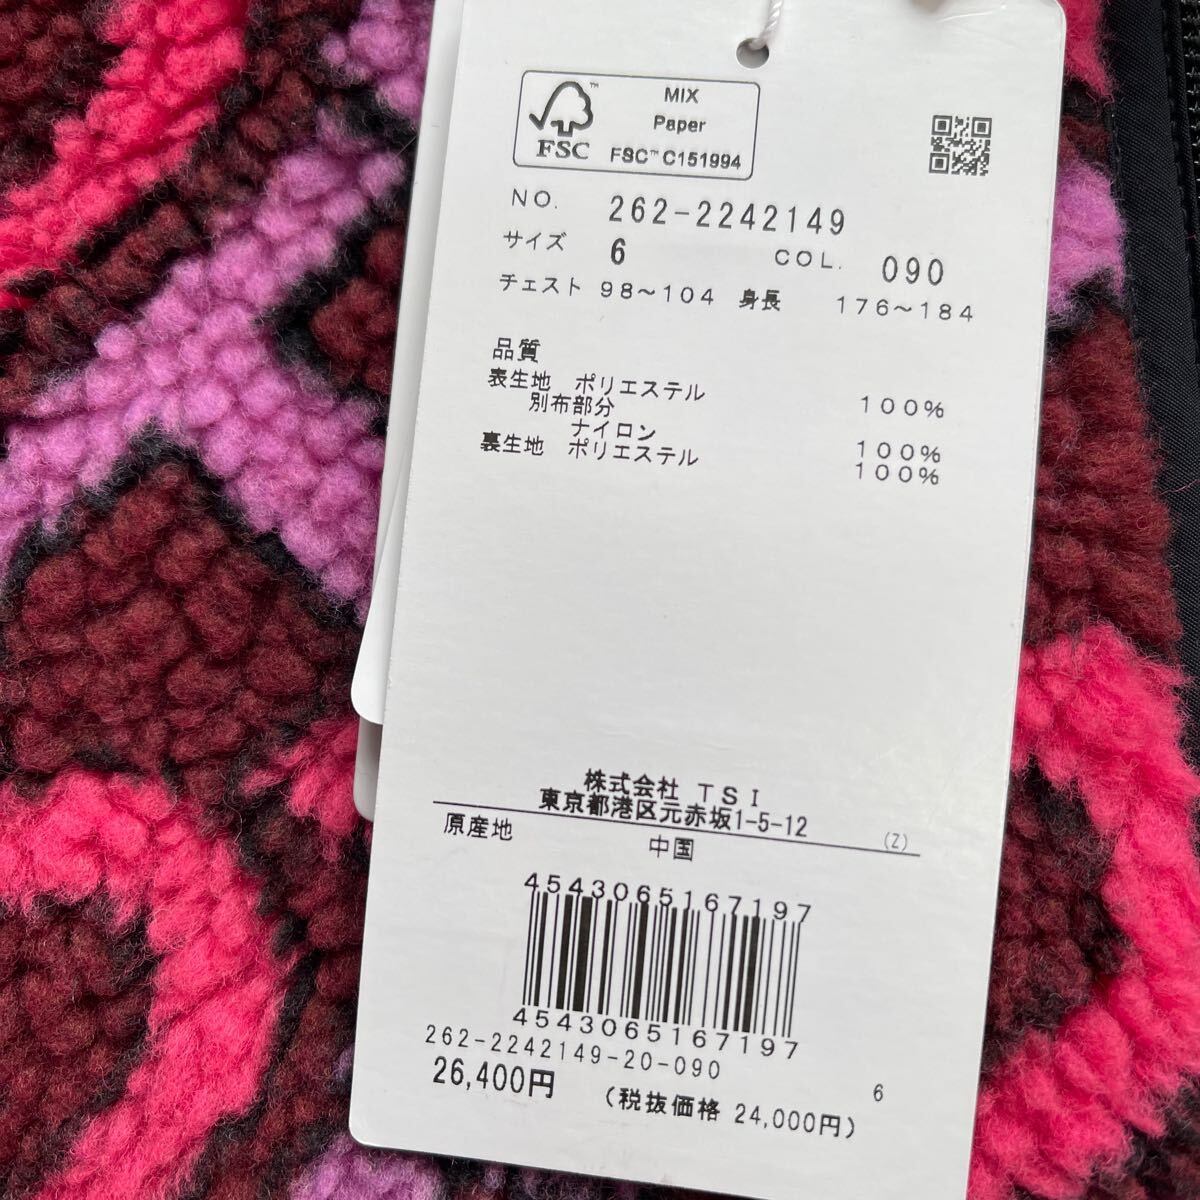 MIX
Paper
FSC™ C151994
FSC
NO. 262-2242149
サイズ 6 COL. 090
チェスト 98～104 身長 176～184
品質
表生地 ポリエステル 100%
別布部分
ナイロン 100%
裏生地 ポリエステル 100%
株式会社 TSI
東京都港区元赤坂1-5-12 (Z)
原産地 中国
4543065167197
4543065167197
262-2242149-20-090 6
26,400円 (税抜価格 24,000円)